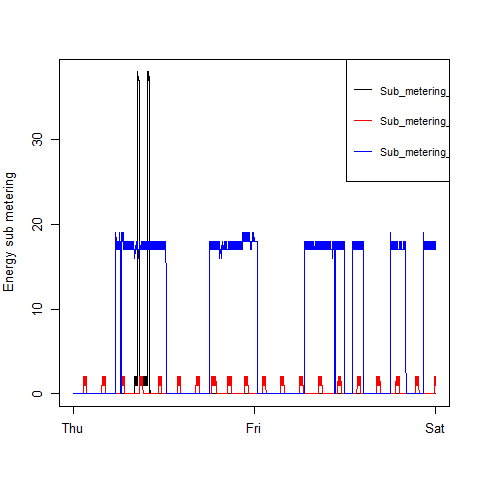 Sub_metering_
Sub_metering_
Sub_metering_
Energy sub metering
30
20
10
0
Thu Fri Sat